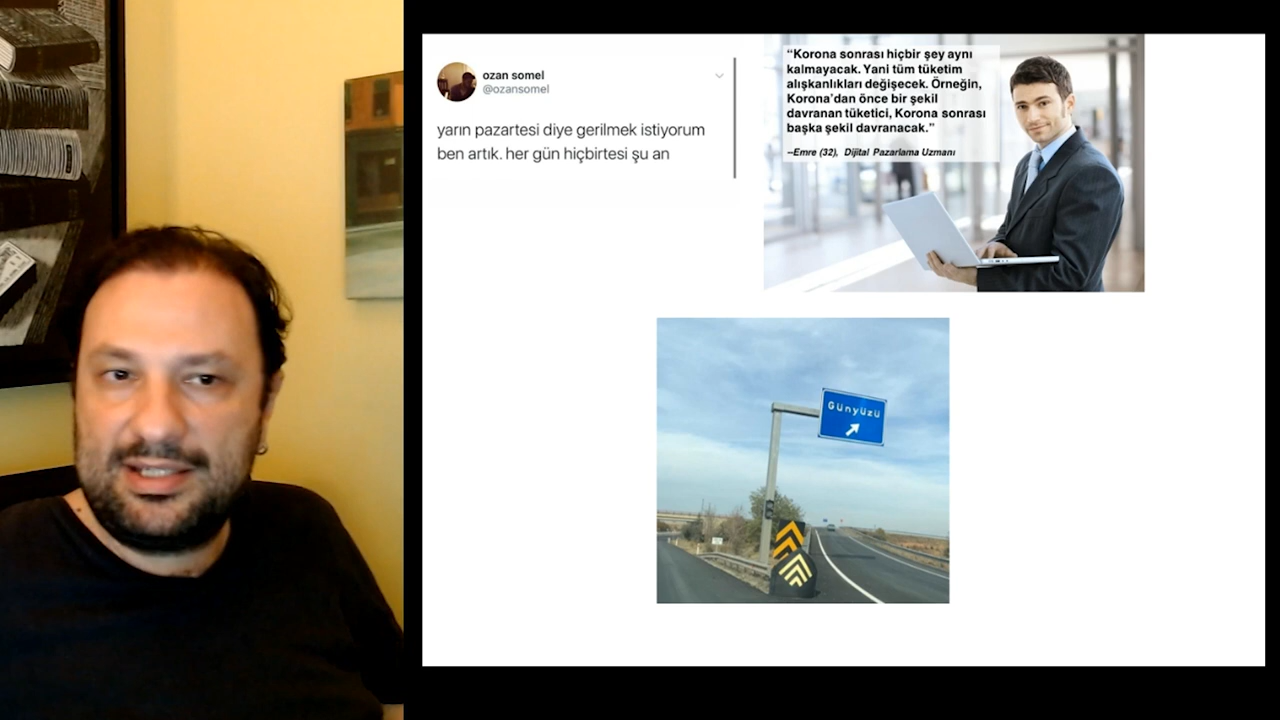 ozan somel
@ozansomel
yarın pazartesi diye gerilmek istiyorum
ben artık. her gün hiçbirtesi şu an
“Korona sonrası hiçbir şey aynı
kalmayacak. Yani tüm tüketim
alışkanlıkları değişecek. Örneğin,
Korona’dan önce bir şekil
davranan tüketici, Korona sonrası
başka şekil davranacak.”
--Emre (32), Dijital Pazarlama Uzmanı
Günyüzü